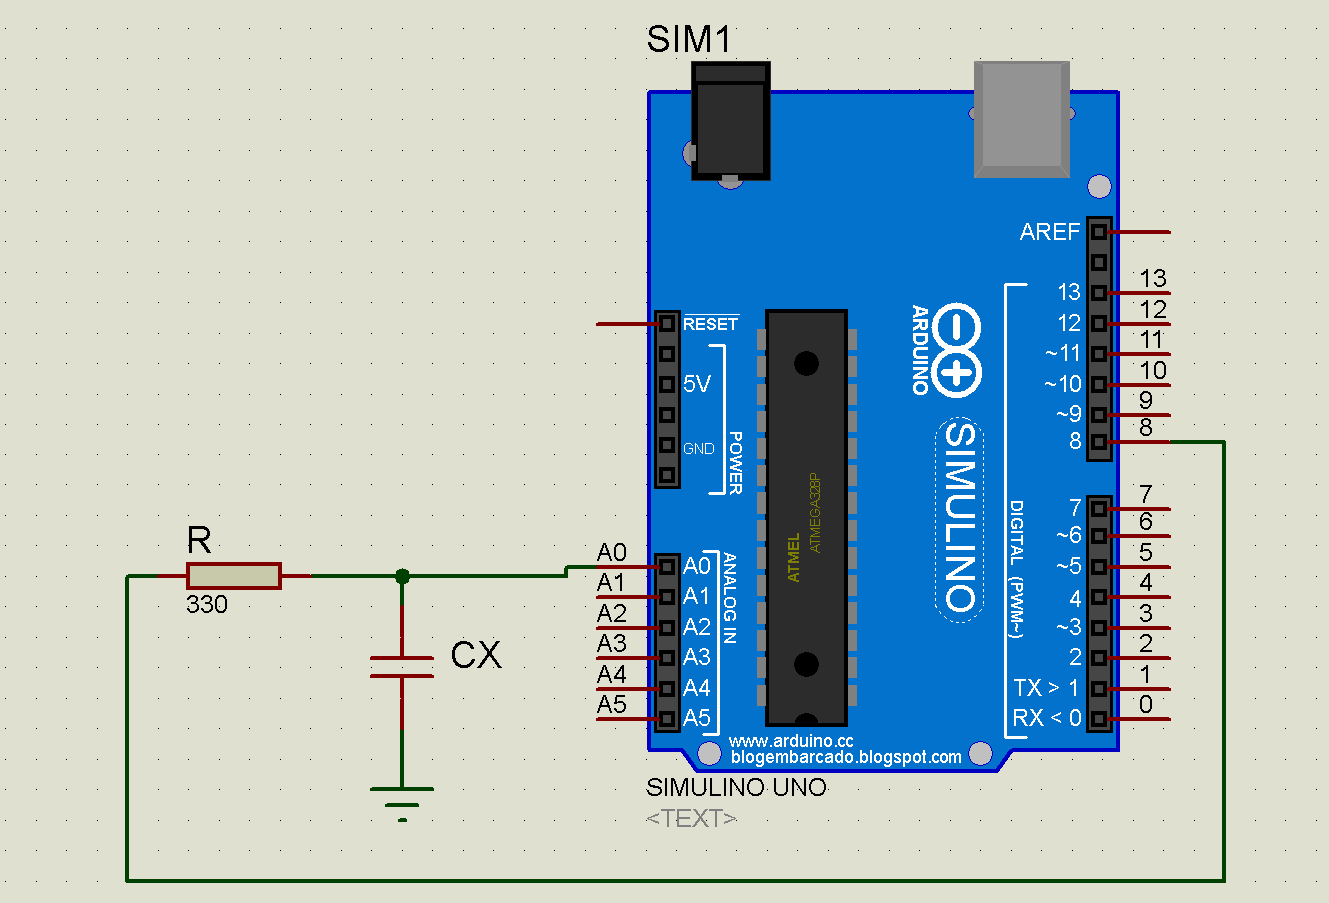 SIM1
AREF
13
13
12
12
~11
11
~10
10
~9
9
8
8
RESET
5V
GND
POWER
ARDUINO
SIMULINO
ATMEL
ATMEGA328P
DIGITAL (PWM~)
7
7
~6
6
~5
5
4
4
~3
3
2
2
TX > 1
1
RX < 0
0
A0
A0
A1
A1
A2
A2
A3
A3
A4
A4
A5
A5
ANALOG IN
R
330
CX
www.arduino.cc
blogembarcado.blogspot.com
SIMULINO UNO
<TEXT>